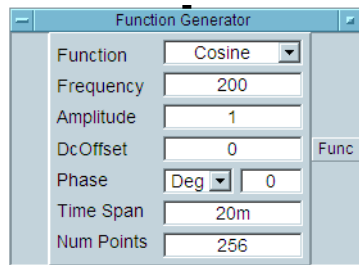 Function Generator
Function Cosine
Frequency 200
Amplitude 1
DcOffset 0 Func
Phase Deg 0
Time Span 20m
Num Points 256